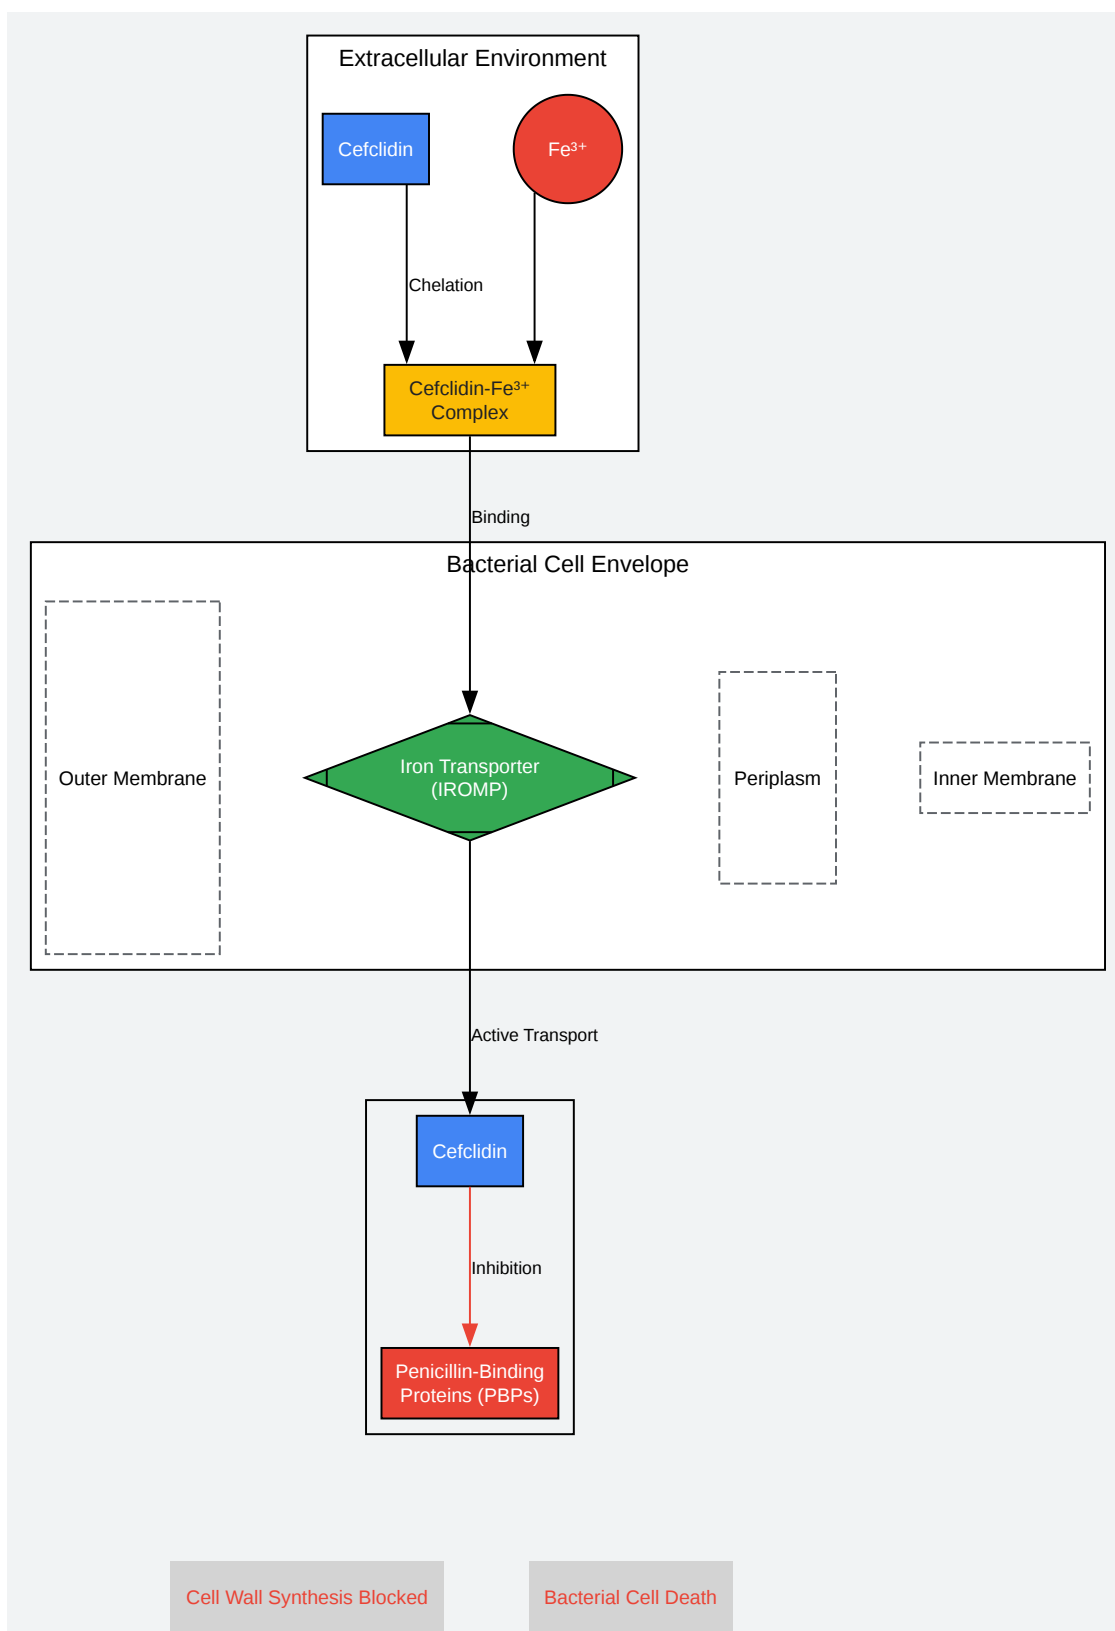 Extracellular Environment
Cefclidin
Fe³⁺
Chelation
Cefclidin-Fe³⁺
Complex
Binding
Bacterial Cell Envelope
Outer Membrane
Iron Transporter
(IROMP)
Periplasm
Inner Membrane
Active Transport
Cefclidin
Inhibition
Penicillin-Binding
Proteins (PBPs)
Cell Wall Synthesis Blocked
Bacterial Cell Death